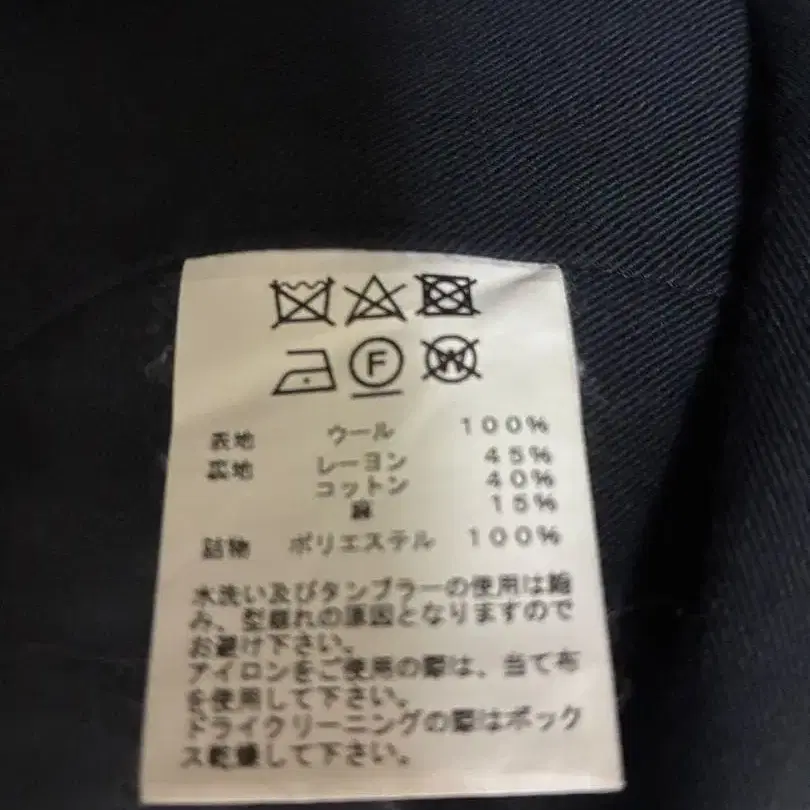 F W
表地 ウール 100%
裏地 レーヨン 45%
コットン 40%
麻 15%
詰物 ポリエステル 100%
水洗い及びタンブラーの使用は縮
み、型崩れの原因となりますので
お避け下さい。
アイロンをご使用の際は、当て布
を使用して下さい。
ドライクリーニングの際はボック
ス乾燥して下さい。